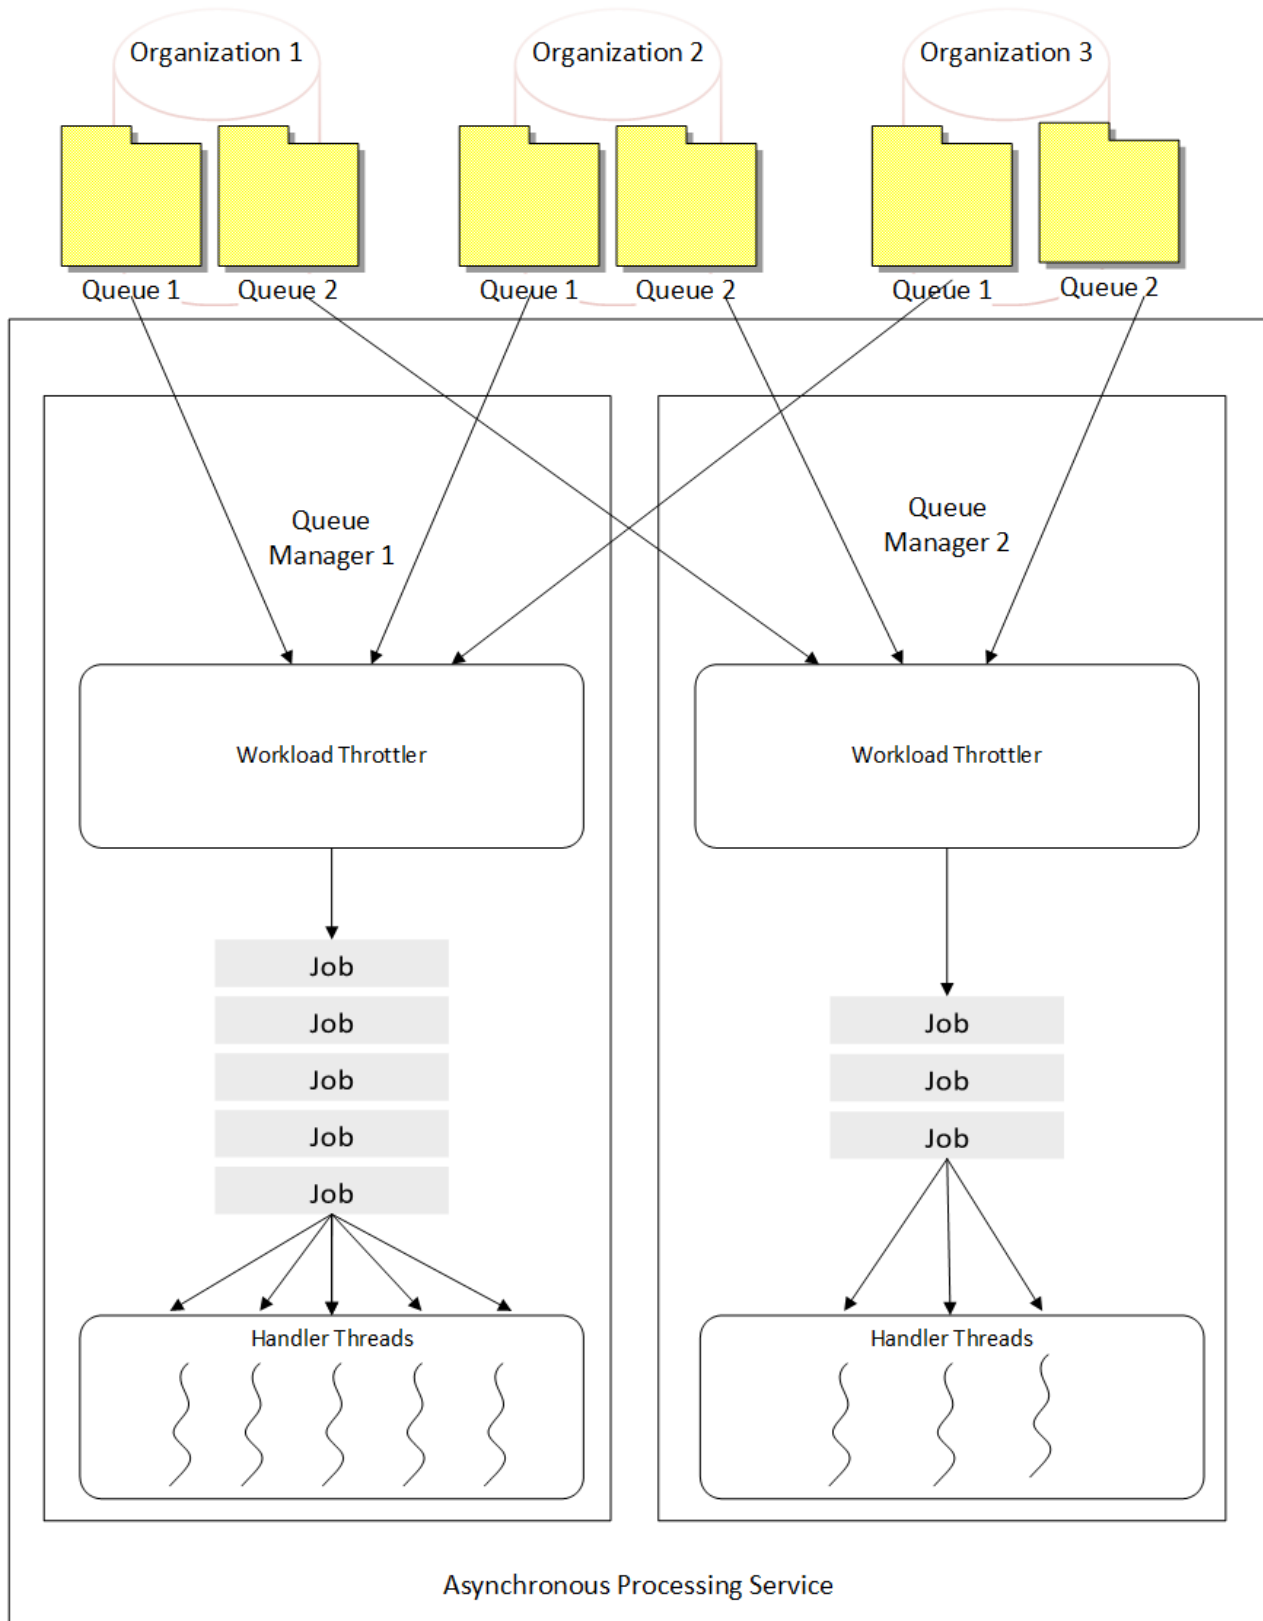 Organization 1
Organization 2
Organization 3
Queue 1
Queue 2
Queue 1
Queue 2
Queue 1
Queue 2
Queue
Manager 1
Queue
Manager 2
Workload Throttler
Workload Throttler
Job
Job
Job
Job
Job
Job
Job
Job
Handler Threads
Handler Threads
Asynchronous Processing Service